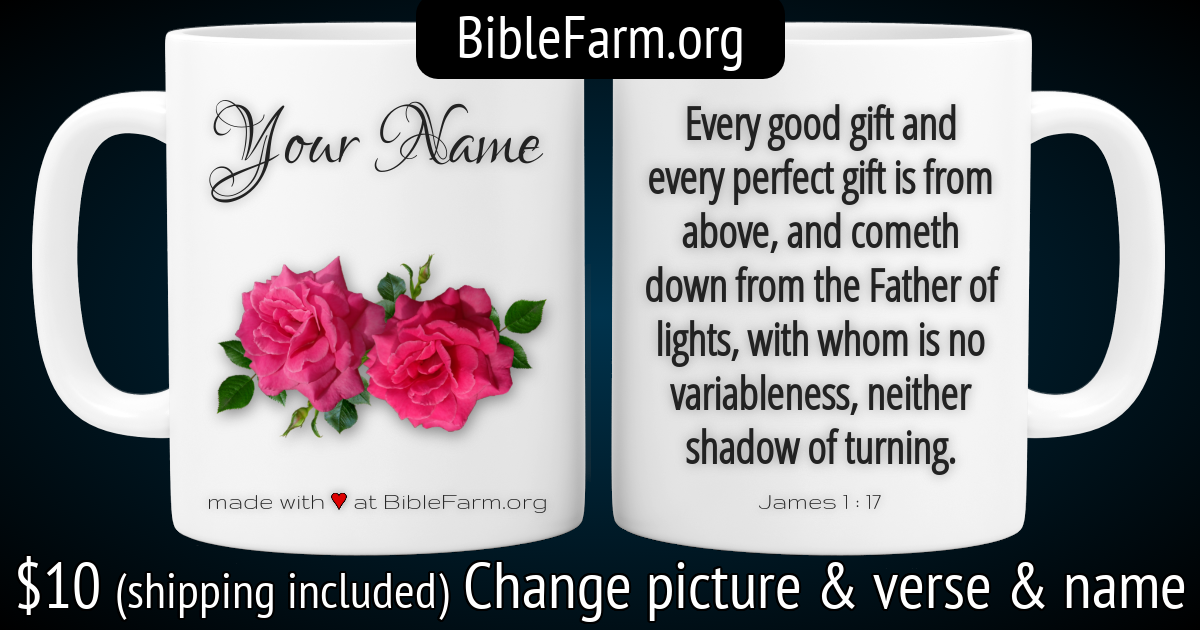 BibleFarm.org
Your Name
made with ♥ at BibleFarm.org
Every good gift and
every perfect gift is from
above, and cometh
down from the Father of
lights, with whom is no
variableness, neither
shadow of turning.
James 1 : 17
$10 (shipping included) Change picture & verse & name